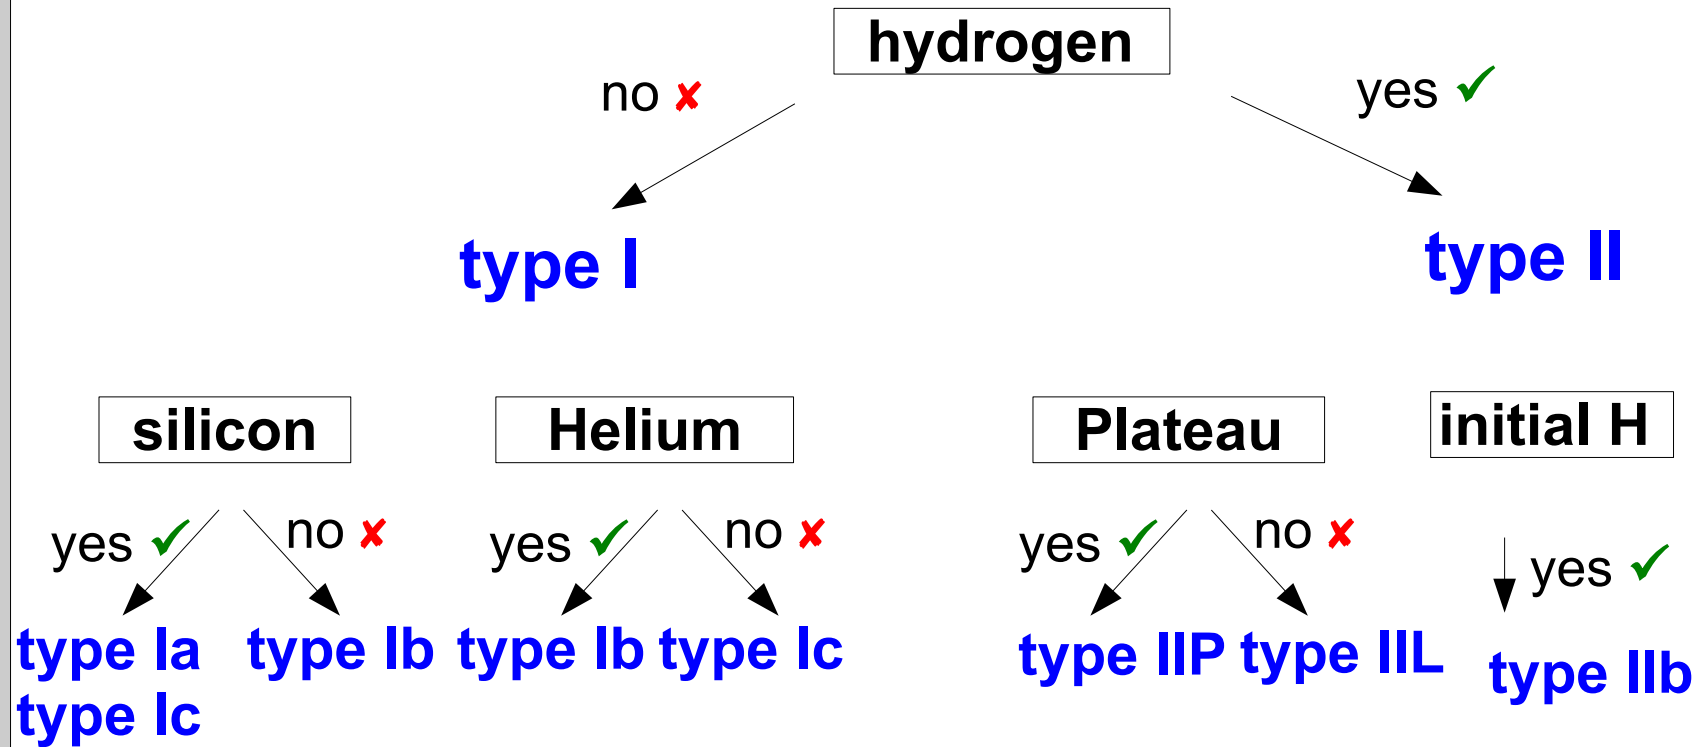 hydrogen
no ✘ yes ✓
type I type II
silicon Helium Plateau initial H
yes ✓ no ✘ yes ✓ no ✘ yes ✓ no ✘ yes ✓
type Ia type Ib type Ib type Ic type IIP type IIL type IIb
type Ic